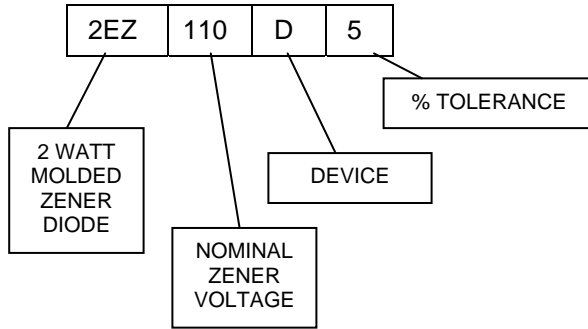 2EZ 110 D 5
% TOLERANCE
2 WATT
MOLDED
ZENER
DIODE
DEVICE
NOMINAL
ZENER
VOLTAGE